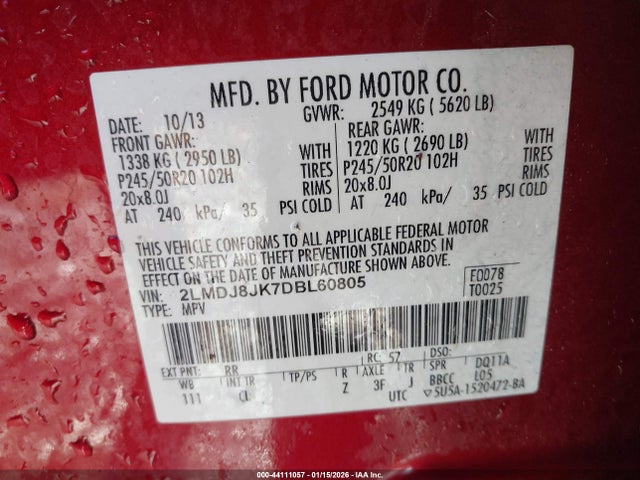 MFD. BY FORD MOTOR CO.
DATE: 10/13 GVWR: 2549 KG ( 5620 LB)
FRONT GAWR: REAR GAWR:
1338 KG ( 2950 LB) WITH 1220 KG ( 2690 LB) WITH
P245/50R20 102H TIRES P245/50R20 102H TIRES
20x8.0J RIMS 20x8.0J RIMS
AT 240 kPa/ 35 PSI COLD AT 240 kPa/ 35 PSI COLD
THIS VEHICLE CONFORMS TO ALL APPLICABLE FEDERAL MOTOR
VEHICLE SAFETY AND THEFT PREVENTION STANDARDS IN
EFFECT ON THE DATE OF MANUFACTURE SHOWN ABOVE.
VIN: 2LMDJ8JK7DBL60805 F0078
TYPE: MPV T0025
EXT PNT: RR RC: 57 DSO:
WB INT TR TP/PS R AXLE TR SPR DQ11A
111 CL Z 3F J BBCC L05
UTC ▽5U5A-1520472-BA
000-44111057 - 01/15/2026 - IAA Inc.